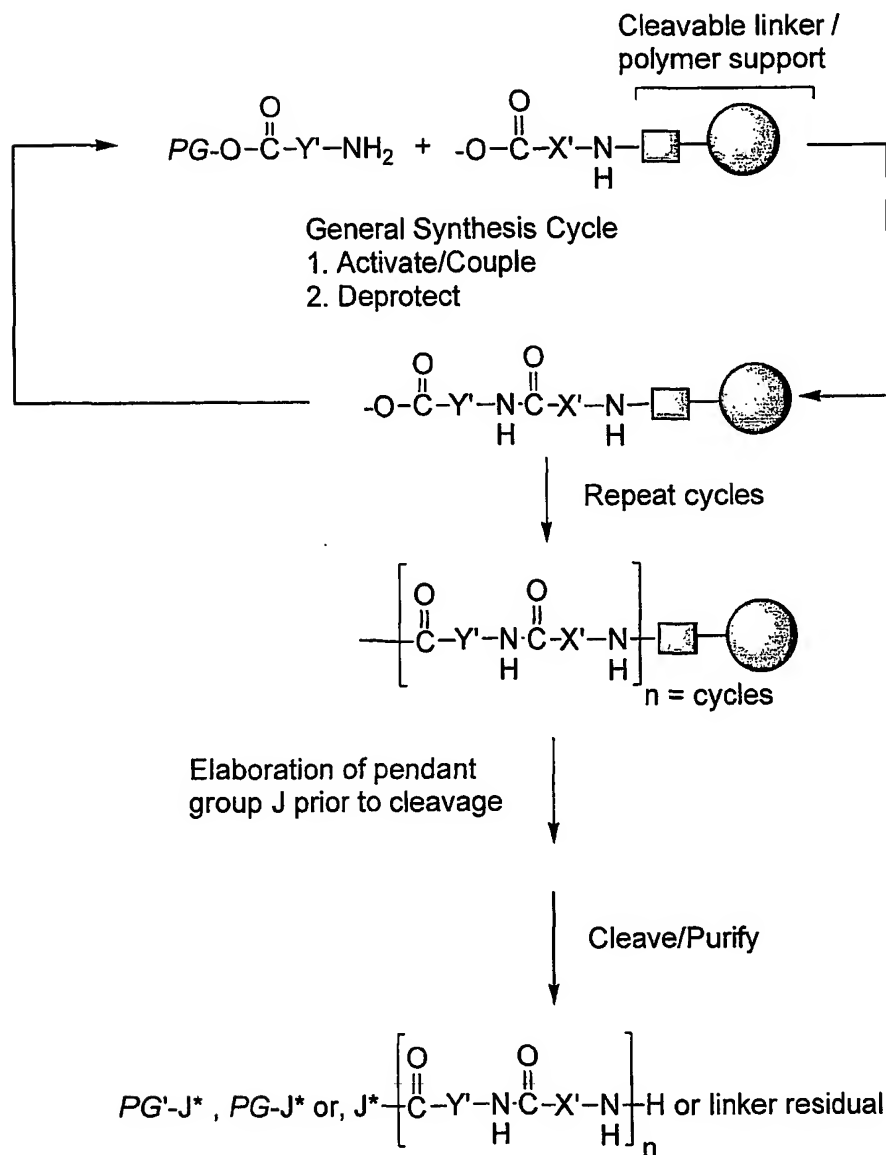 Cleavable linker /
polymer support
PG-O-C-Y'-NH2 + -O-C-X'-N
O O
H
General Synthesis Cycle
1. Activate/Couple
2. Deprotect
O O
-O-C-Y'-N-C-X'-N
H H
Repeat cycles
O O
C-Y'-N-C-X'-N
H H
n = cycles
Elaboration of pendant
group J prior to cleavage
Cleave/Purify
O O
PG'-J* , PG-J* or, J* C-Y'-N-C-X'-N H or linker residual
H H
n